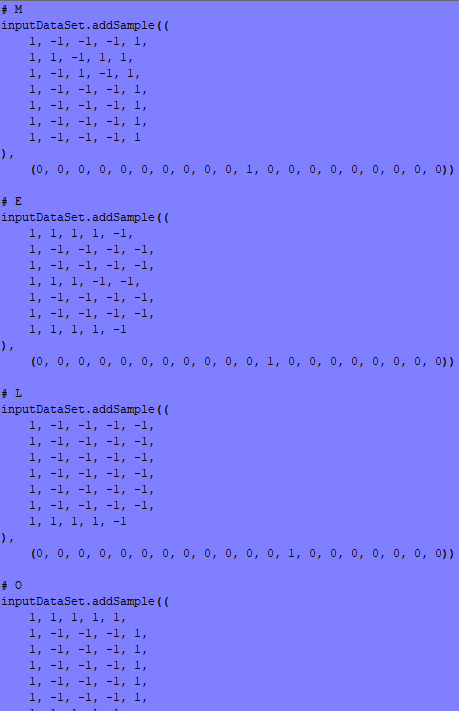 # M
inputDataSet.addSample((
1, -1, -1, -1, 1,
1, 1, -1, 1, 1,
1, -1, 1, -1, 1,
1, -1, -1, -1, 1,
1, -1, -1, -1, 1,
1, -1, -1, -1, 1,
1, -1, -1, -1, 1
),
(0, 0, 0, 0, 0, 0, 0, 0, 0, 0, 1, 0, 0, 0, 0, 0, 0, 0, 0, 0))
# E
inputDataSet.addSample((
1, 1, 1, 1, -1,
1, -1, -1, -1, -1,
1, -1, -1, -1, -1,
1, 1, 1, -1, -1,
1, -1, -1, -1, -1,
1, -1, -1, -1, -1,
1, 1, 1, 1, -1
),
(0, 0, 0, 0, 0, 0, 0, 0, 0, 0, 0, 1, 0, 0, 0, 0, 0, 0, 0, 0))
# L
inputDataSet.addSample((
1, -1, -1, -1, -1,
1, -1, -1, -1, -1,
1, -1, -1, -1, -1,
1, -1, -1, -1, -1,
1, -1, -1, -1, -1,
1, -1, -1, -1, -1,
1, 1, 1, 1, -1
),
(0, 0, 0, 0, 0, 0, 0, 0, 0, 0, 0, 0, 1, 0, 0, 0, 0, 0, 0, 0))
# O
inputDataSet.addSample((
1, 1, 1, 1, 1,
1, -1, -1, -1, 1,
1, -1, -1, -1, 1,
1, -1, -1, -1, 1,
1, -1, -1, -1, 1,
1, -1, -1, -1, 1,